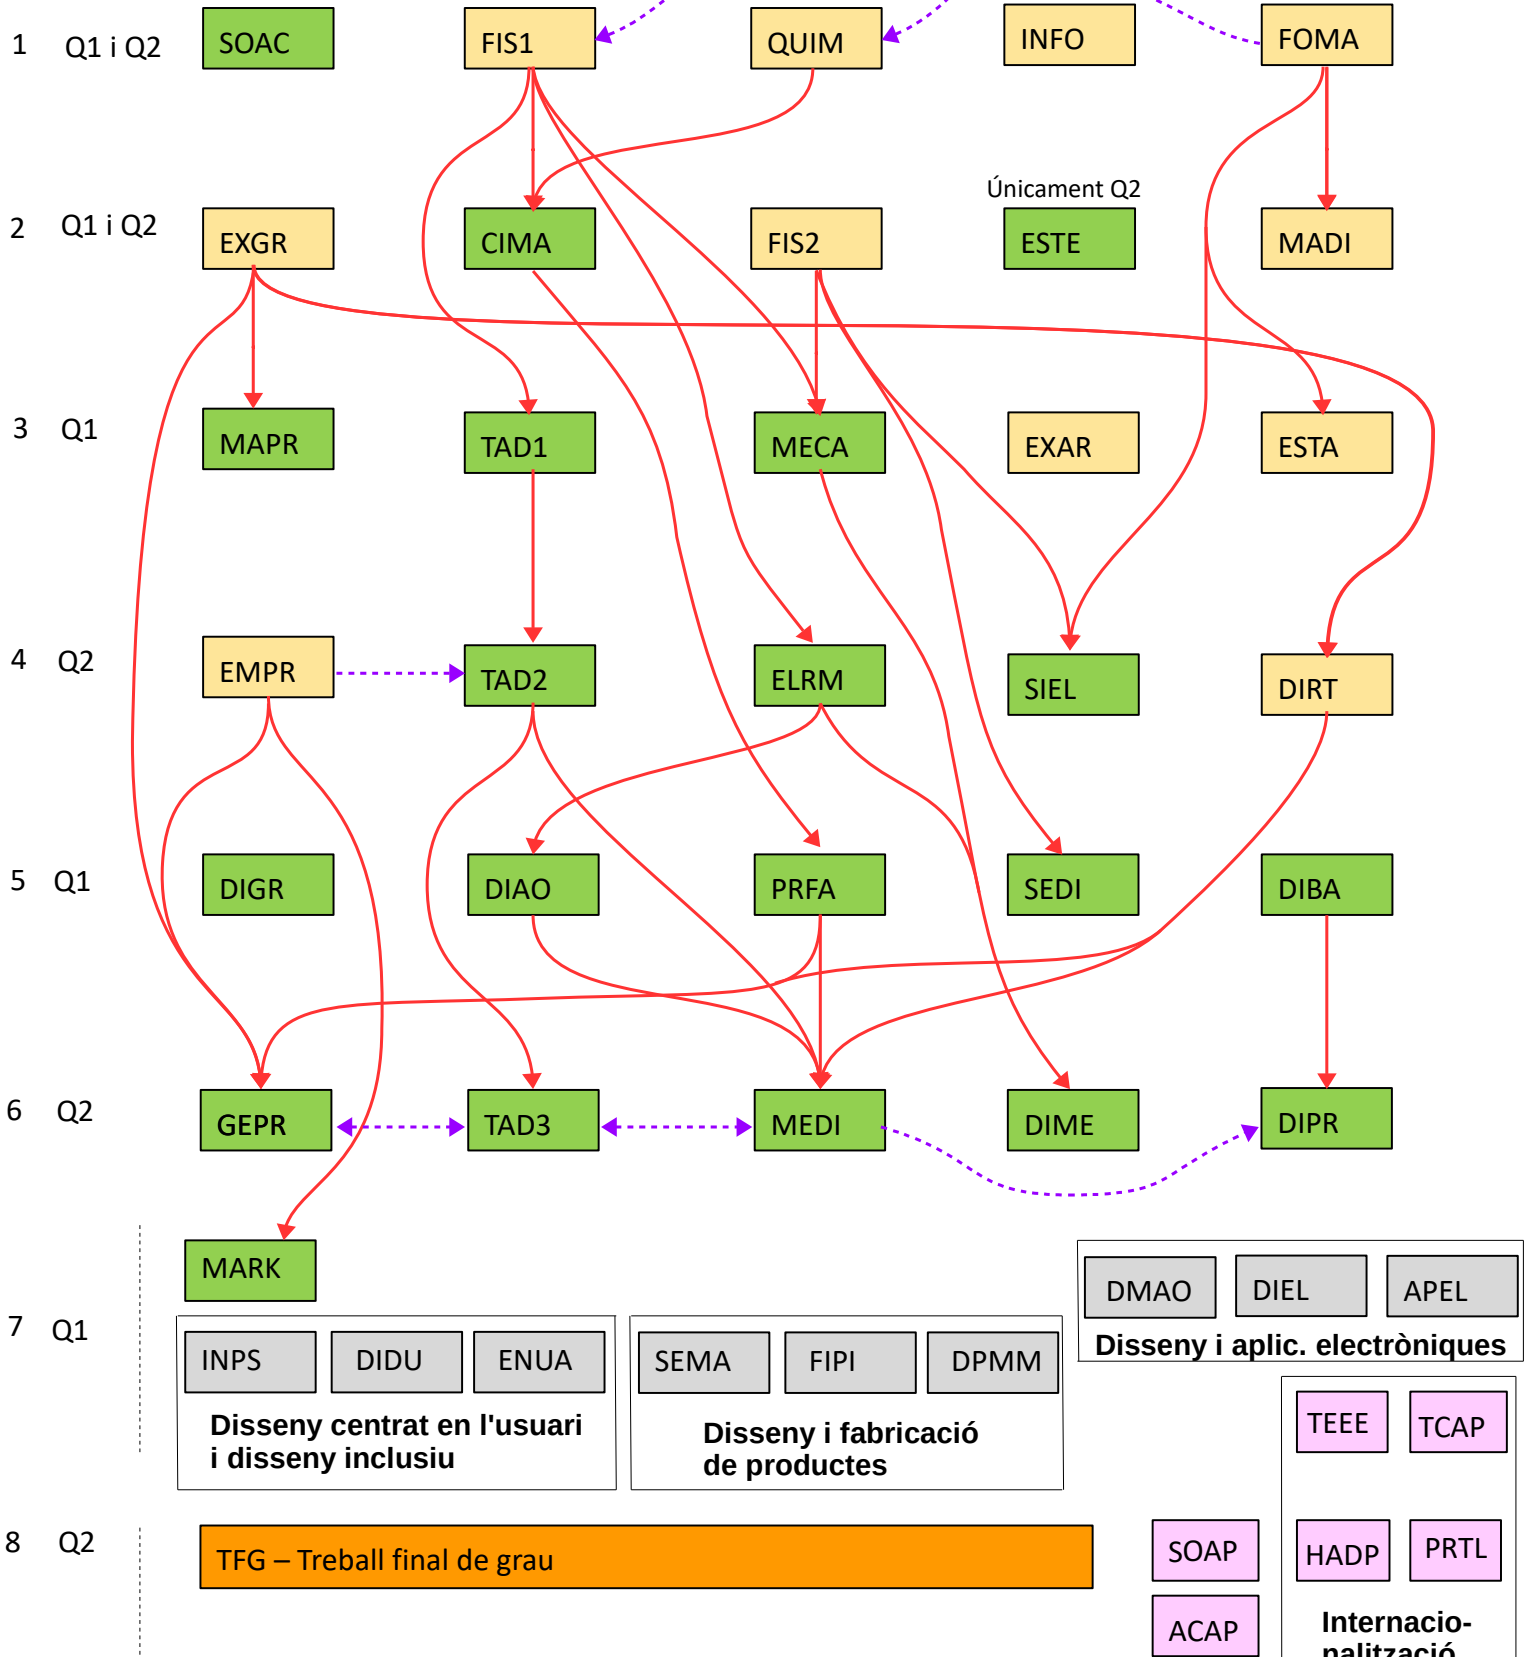 1 Q1 i Q2 SOAC FIS1 QUIM INFO FOMA
Únicament Q2
2 Q1 i Q2 EXGR CIMA FIS2 ESTE MADI
3 Q1 MAPR TAD1 MECA EXAR ESTA
4 Q2 EMPR TAD2 ELRM SIEL DIRT
5 Q1 DIGR DIAO PRFA SEDI DIBA
6 Q2 GEPR TAD3 MEDI DIME DIPR
MARK
DMAO DIEL APEL
Disseny i aplic. electròniques
7 Q1
INPS DIDU ENUA
Disseny centrat en l'usuari
i disseny inclusiu
SEMA FIPI DPMM
Disseny i fabricació
de productes
TEEE TCAP
8 Q2 TFG – Treball final de grau
SOAP HADP PRTL
ACAP
Internacio-
nalització